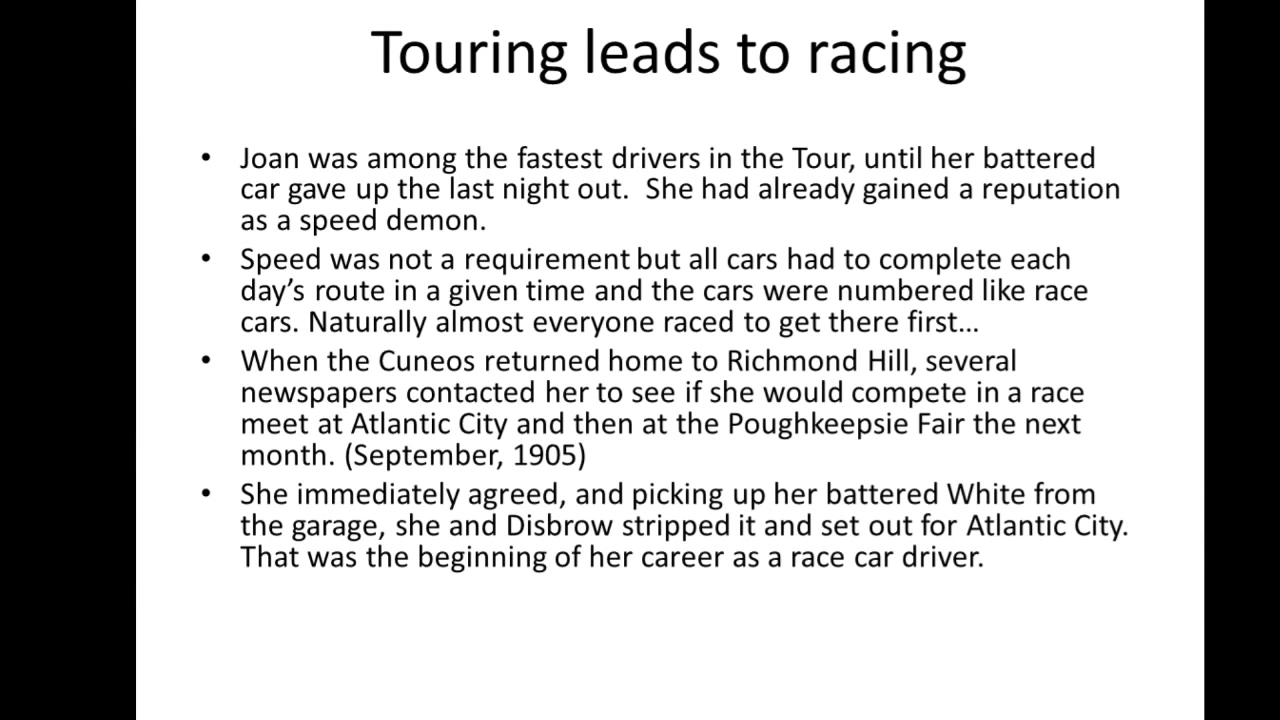 Touring leads to racing
• Joan was among the fastest drivers in the Tour, until her battered
car gave up the last night out.  She had already gained a reputation
as a speed demon.
• Speed was not a requirement but all cars had to complete each
day’s route in a given time and the cars were numbered like race
cars. Naturally almost everyone raced to get there first…
• When the Cuneos returned home to Richmond Hill, several
newspapers contacted her to see if she would compete in a race
meet at Atlantic City and then at the Poughkeepsie Fair the next
month. (September, 1905)
• She immediately agreed, and picking up her battered White from
the garage, she and Disbrow stripped it and set out for Atlantic City.
That was the beginning of her career as a race car driver.